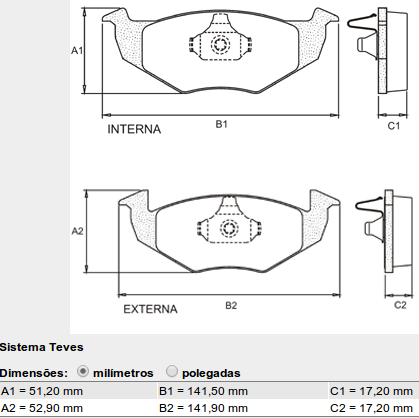 A1
INTERNA
B1
C1
A2
EXTERNA
B2
C2
Sistema Teves
Dimensões: milímetros polegadas
A1 = 51,20 mm B1 = 141,50 mm C1 = 17,20 mm
A2 = 52,90 mm B2 = 141,90 mm C2 = 17,20 mm